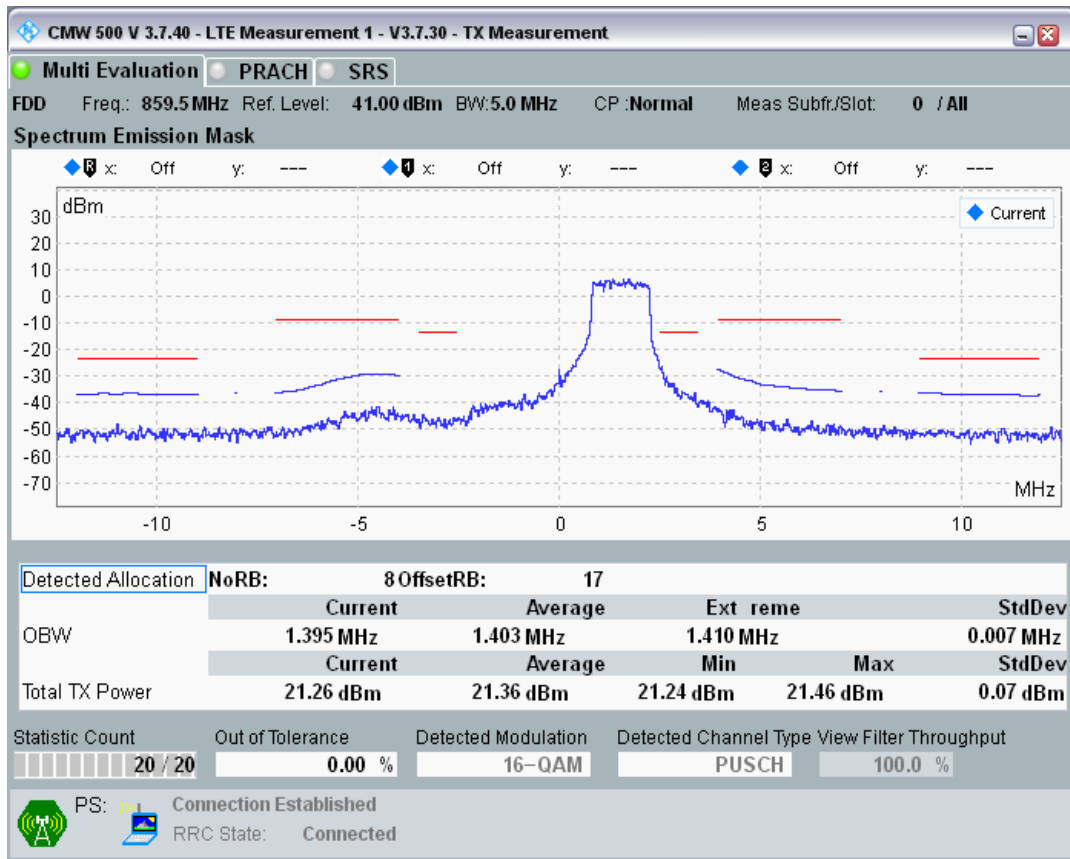 CMW 500 V 3.7.40 - LTE Measurement 1 - V3.7.30 - TX Measurement
Multi Evaluation PRACH SRS
FDD Freq.: 859.5 MHz Ref. Level: 41.00 dBm BW:5.0 MHz CP :Normal Meas Subfr./Slot: 0 / All
Spectrum Emission Mask
R x: Off y: --- 1 x: Off y: --- 2 x: Off y: ---
dBm
Current
30
20
10
0
-10
-20
-30
-40
-50
-60
-70
MHz
-10 -5 0 5 10
Detected Allocation NoRB: 8 OffsetRB: 17
Current Average Ext reme StdDev
OBW 1.395 MHz 1.403 MHz 1.410 MHz 0.007 MHz
Current Average Min Max StdDev
Total TX Power 21.26 dBm 21.36 dBm 21.24 dBm 21.46 dBm 0.07 dBm
Statistic Count Out of Tolerance Detected Modulation Detected Channel Type View Filter Throughput
20 / 20 0.00 % 16-QAM PUSCH 100.0 %
PS: Connection Established
RRC State: Connected